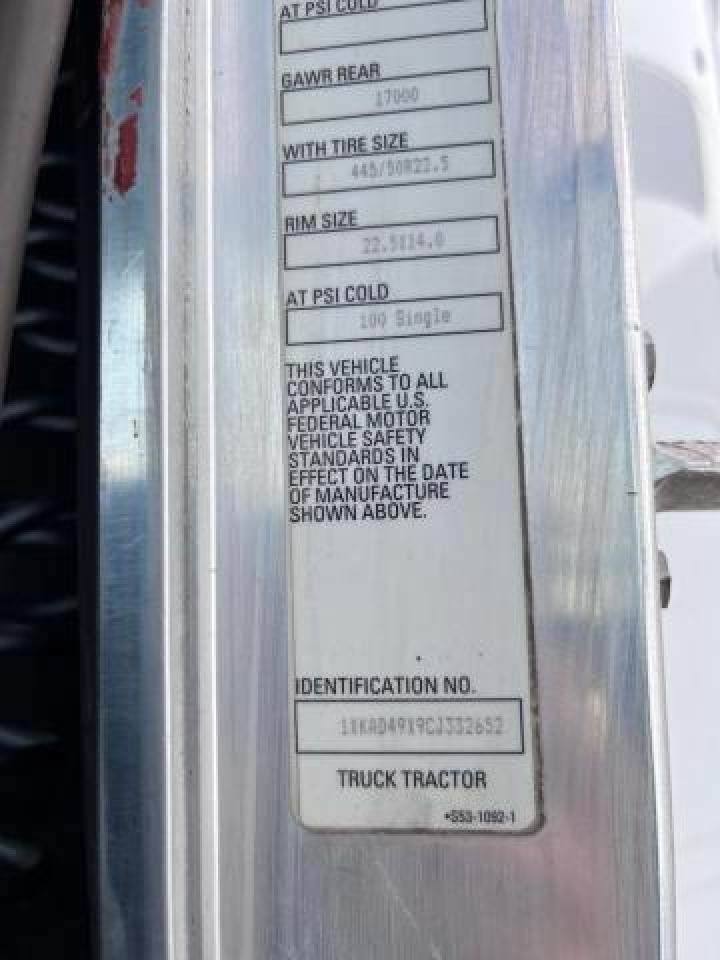 AT PSI COLD
GAWR REAR
17000
WITH TIRE SIZE
445/50R22.5
RIM SIZE
22.5X14.0
AT PSI COLD
100 Single
THIS VEHICLE
CONFORMS TO ALL
APPLICABLE U.S.
FEDERAL MOTOR
VEHICLE SAFETY
STANDARDS IN
EFFECT ON THE DATE
OF MANUFACTURE
SHOWN ABOVE.
IDENTIFICATION NO.
1XKAD49X9CJ332652
TRUCK TRACTOR
•S53-1092-1